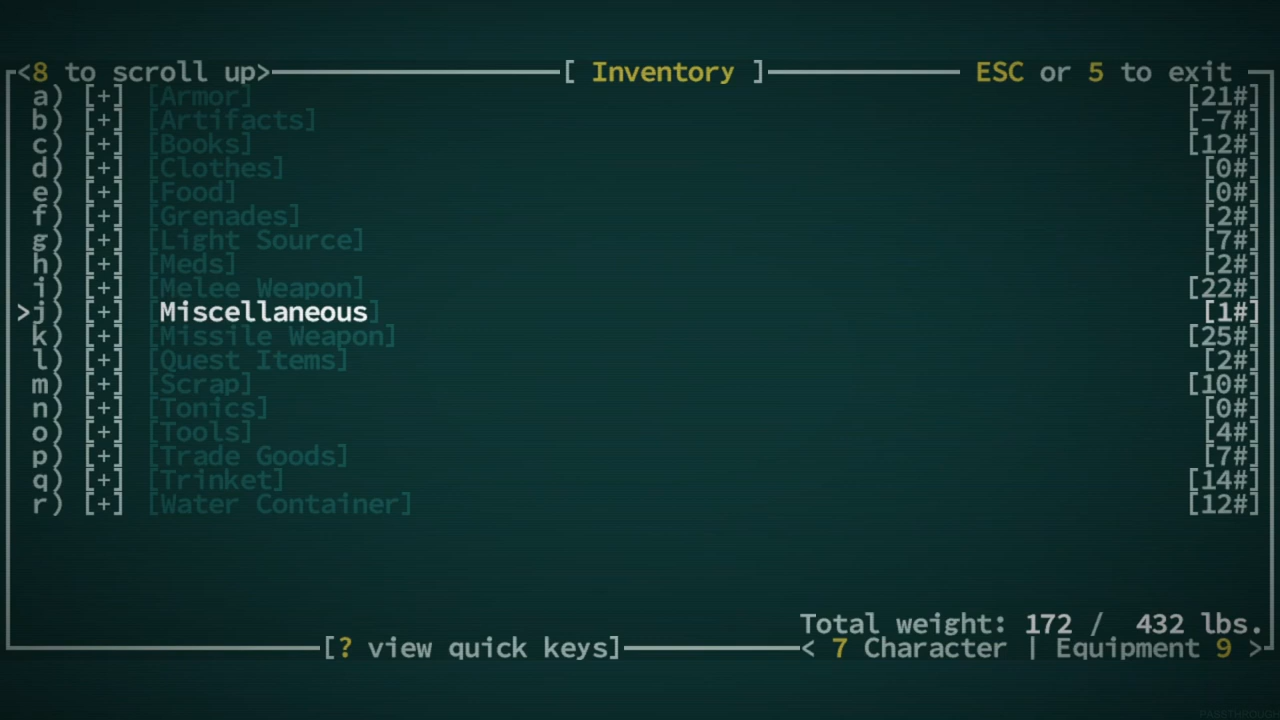 <8 to scroll up> [ Inventory ] ESC or 5 to exit
a) [+] [Armor] [21#]
b) [+] [Artifacts] [-7#]
c) [+] [Books] [12#]
d) [+] [Clothes] [0#]
e) [+] [Food] [0#]
f) [+] [Grenades] [2#]
g) [+] [Light Source] [7#]
h) [+] [Meds] [2#]
i) [+] [Melee Weapon] [22#]
>j) [+] [Miscellaneous] [1#]
k) [+] [Missile Weapon] [25#]
l) [+] [Quest Items] [2#]
m) [+] [Scrap] [10#]
n) [+] [Tonics] [0#]
o) [+] [Tools] [4#]
p) [+] [Trade Goods] [7#]
q) [+] [Trinket] [14#]
r) [+] [Water Container] [12#]
Total weight: 172 / 432 lbs.
[? view quick keys] < 7 Character | Equipment 9 >